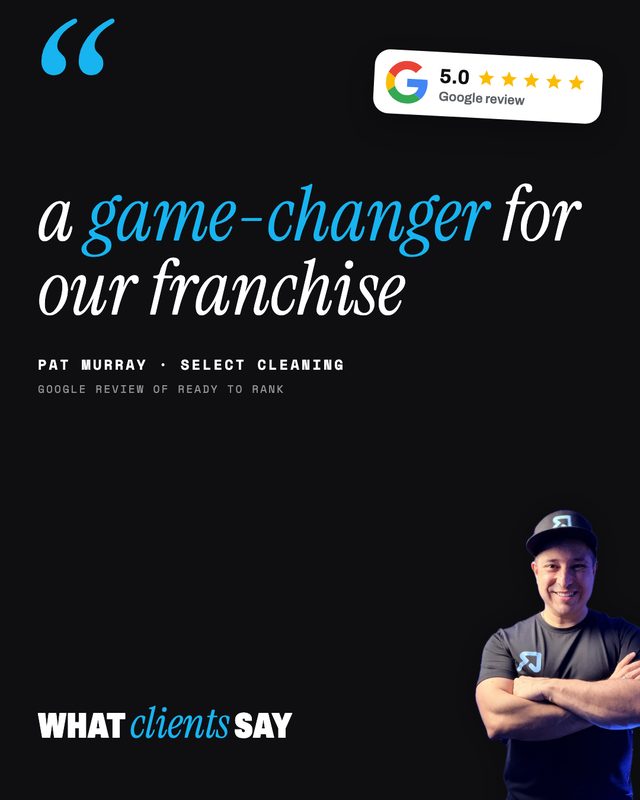 “
5.0 ★★★★★
Google review
a game-changer for
our franchise
PAT MURRAY · SELECT CLEANING
GOOGLE REVIEW OF READY TO RANK
WHAT clients SAY